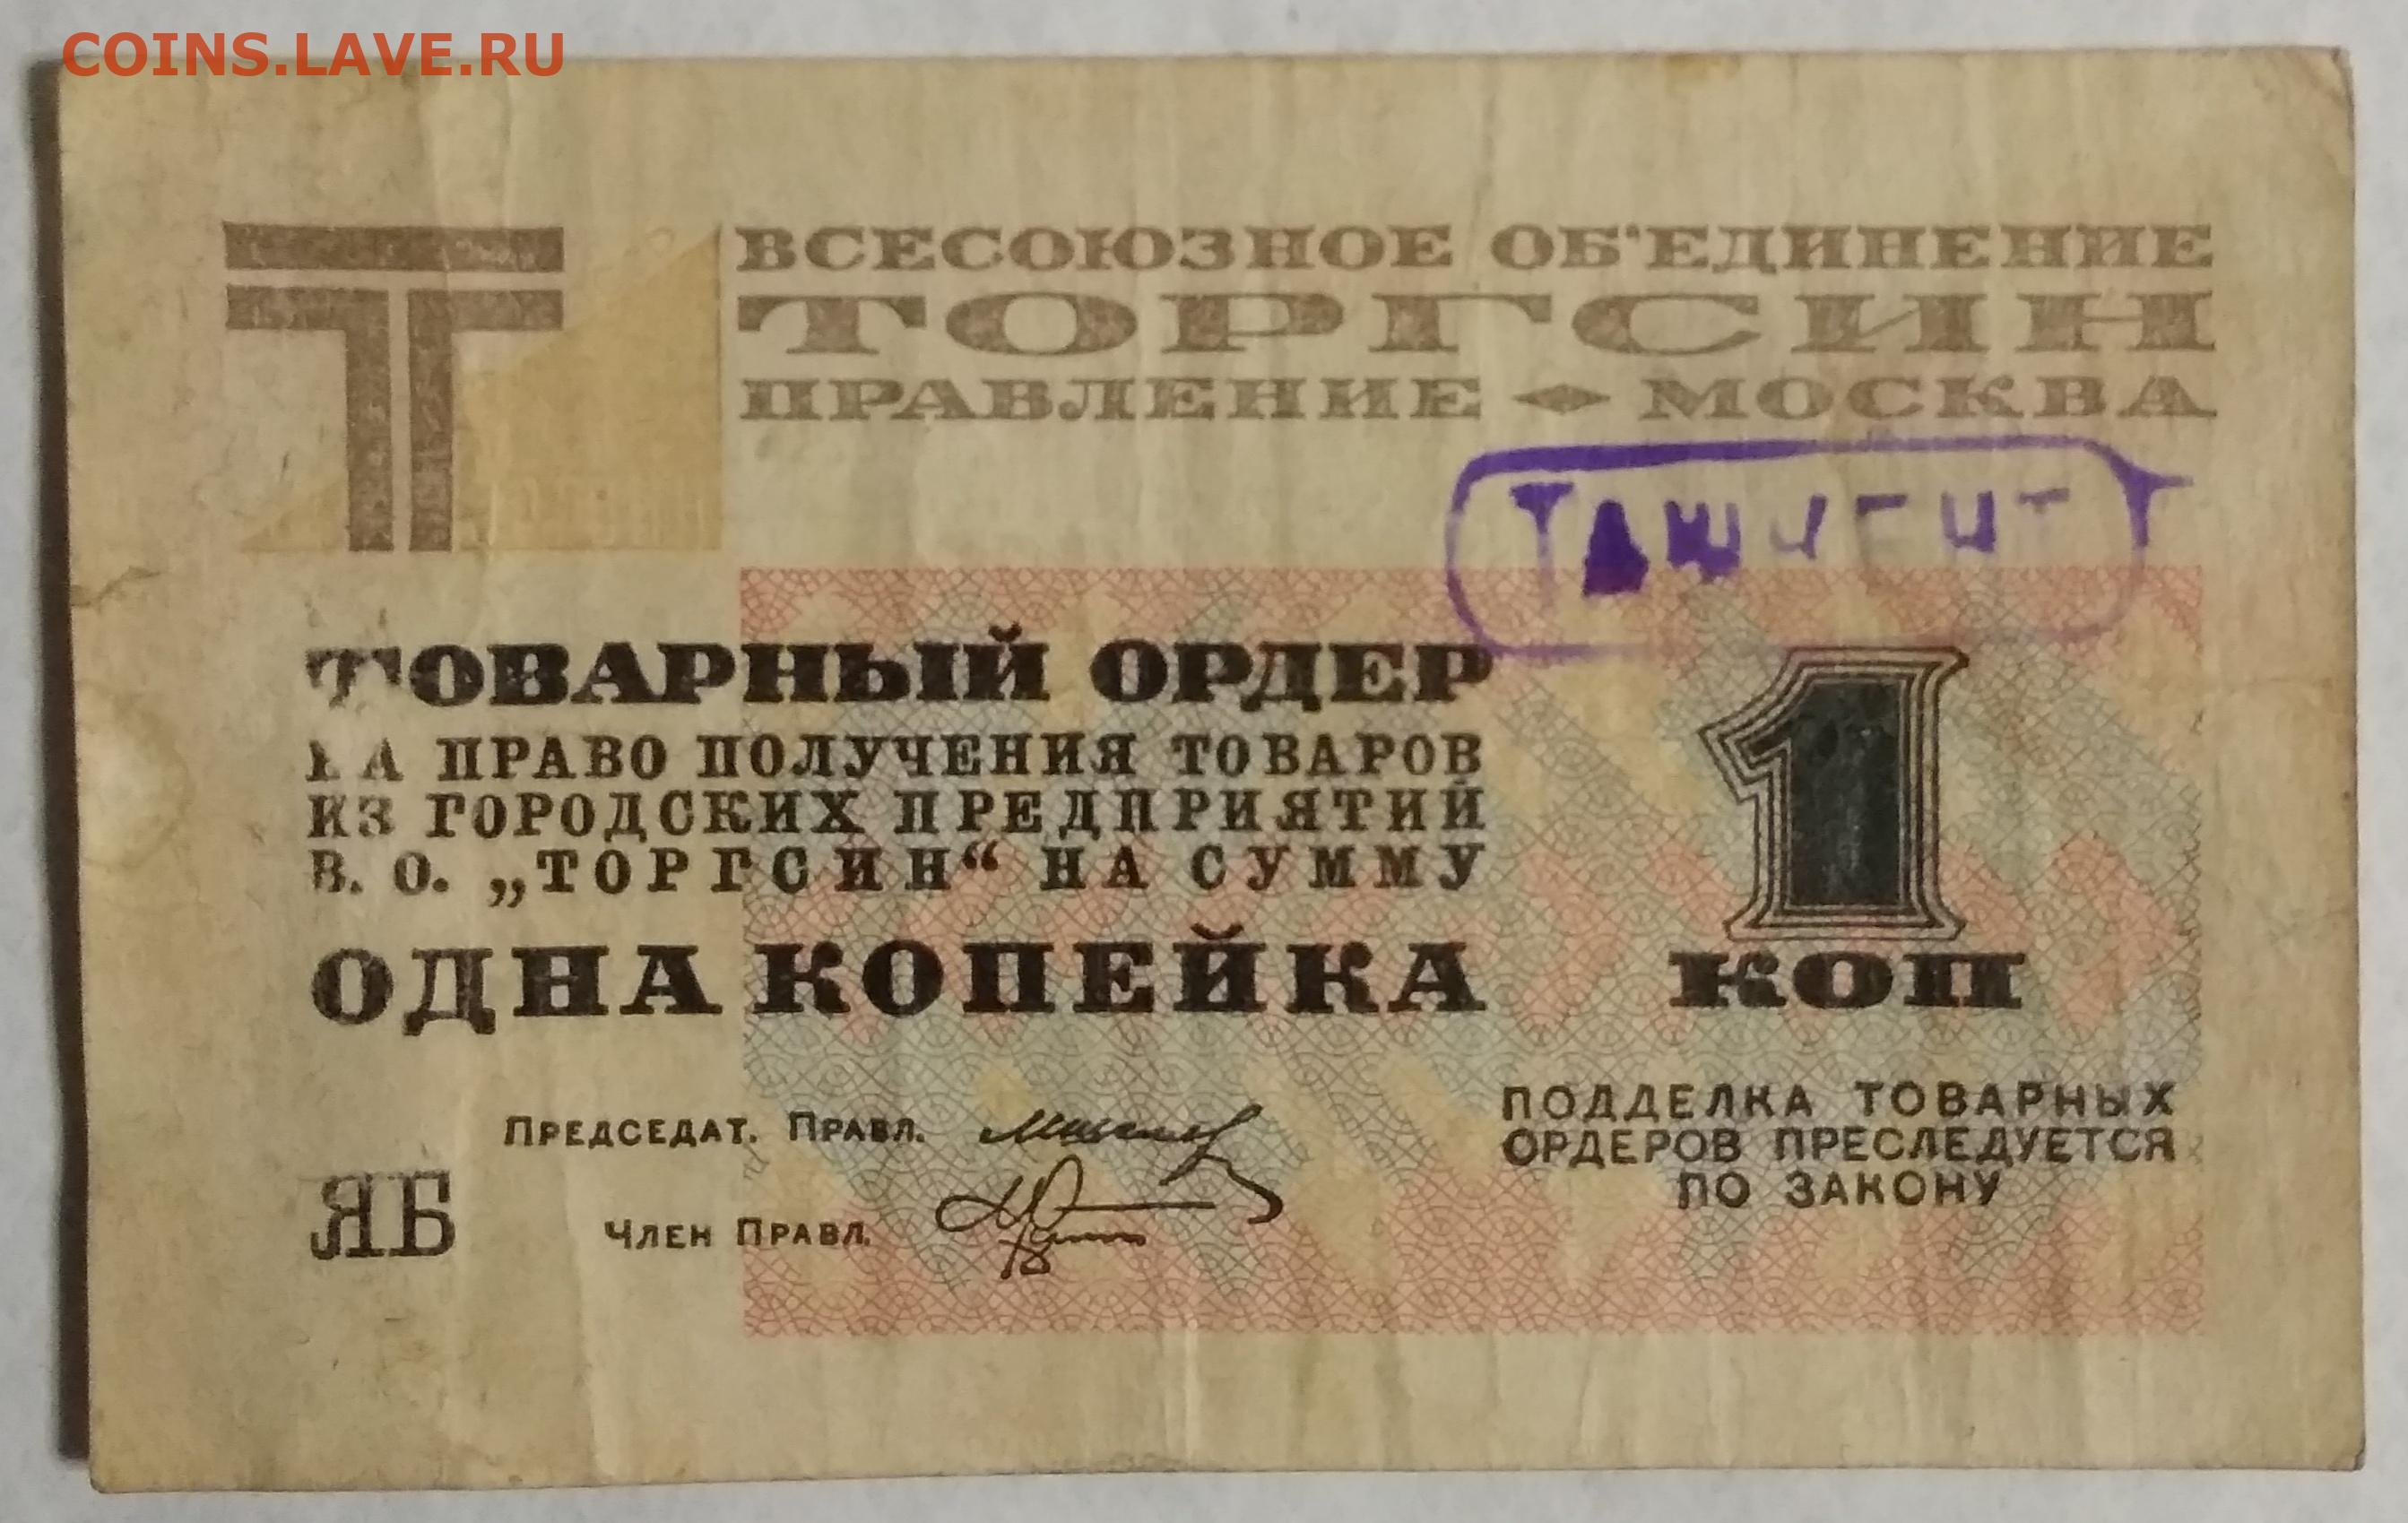 COINS.LAVE.RU
ВСЕСОЮЗНОЕ ОБ'ЕДИНЕНИЕ
ТОРГСИН
ПРАВЛЕНИЕ МОСКВА
Т
ТАШКЕНТ
ТОВАРНЫЙ ОРДЕР
НА ПРАВО ПОЛУЧЕНИЯ ТОВАРОВ
ИЗ ГОРОДСКИХ ПРЕДПРИЯТИЙ
В. О. „ТОРГСИН“ НА СУММУ
ОДНА КОПЕЙКА
1
КОП
ПРЕДСЕДАТ. ПРАВЛ.
ЧЛЕН ПРАВЛ.
ЯБ
ПОДДЕЛКА ТОВАРНЫХ
ОРДЕРОВ ПРЕСЛЕДУЕТСЯ
ПО ЗАКОНУ